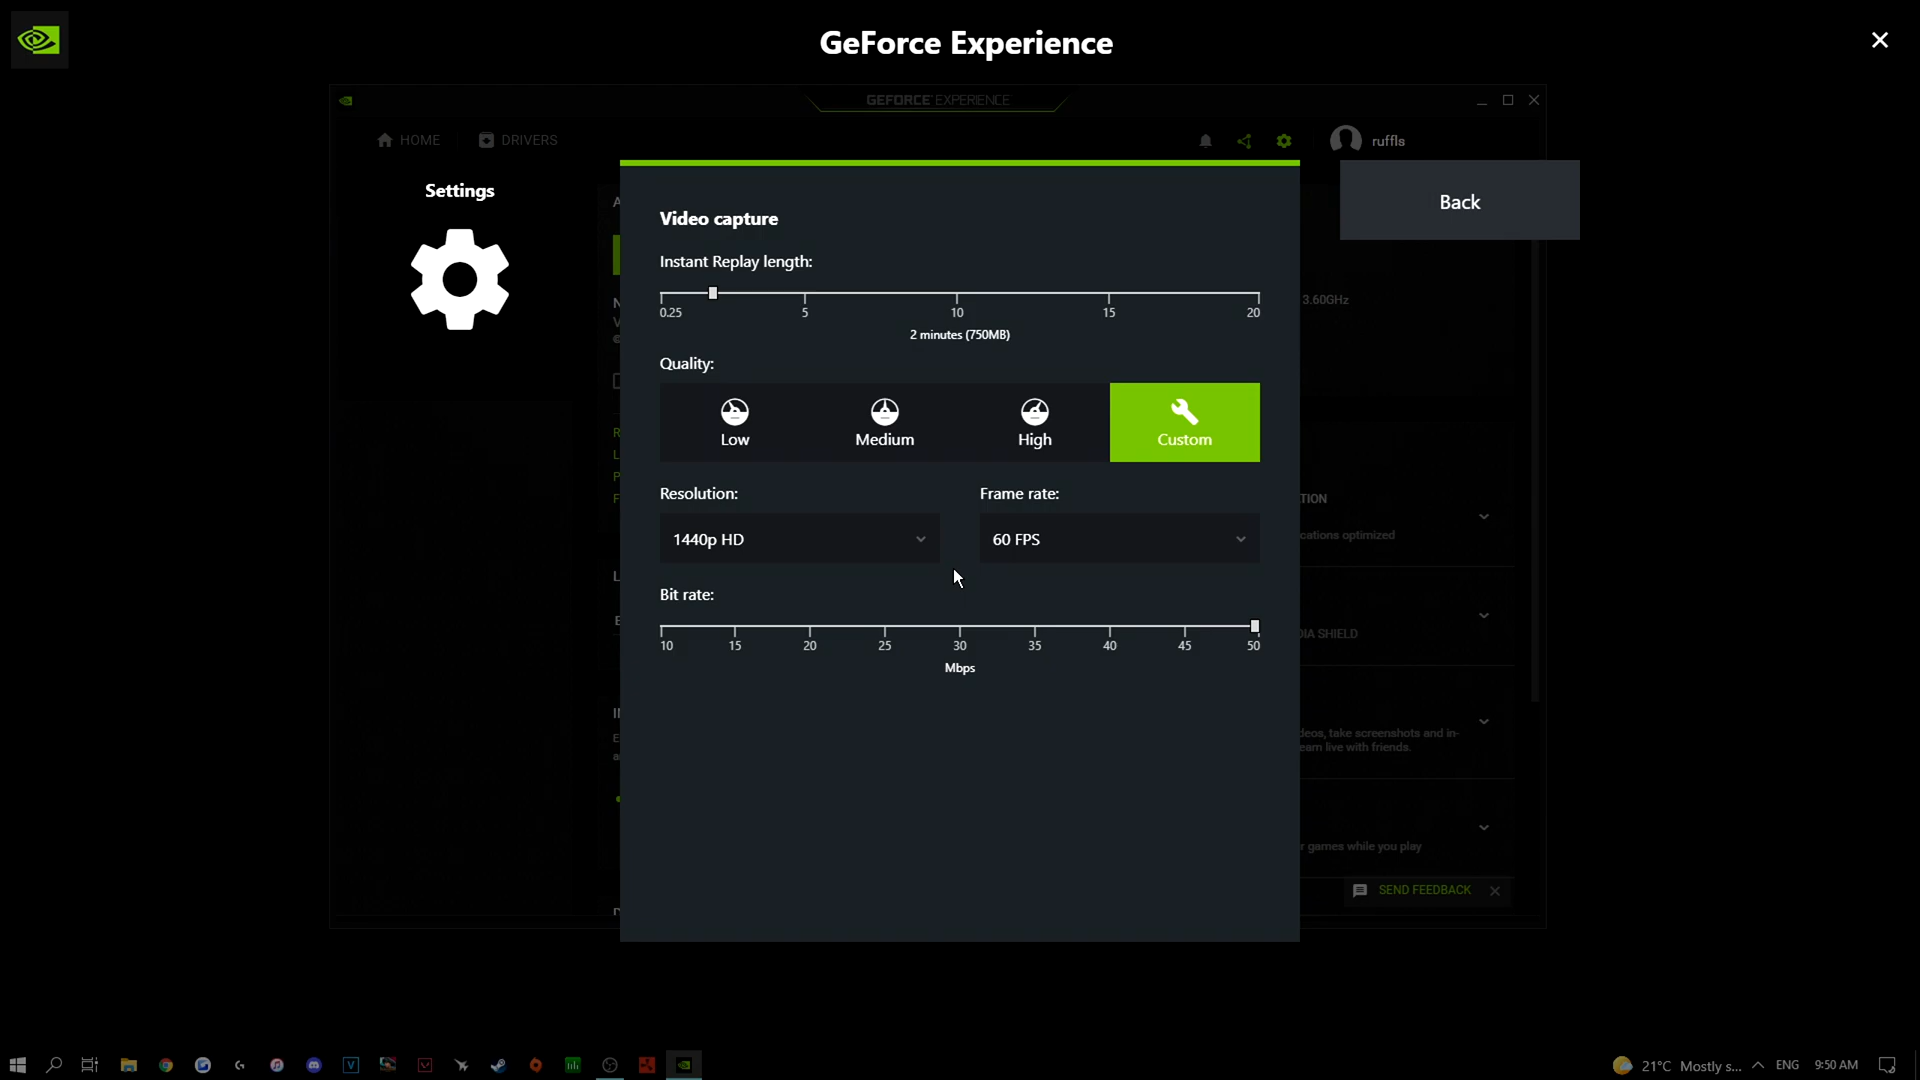 GeForce Experience
GEFORCE EXPERIENCE
HOME
DRIVERS
ruffls
Settings
Back
Video capture
Instant Replay length:
0.25 5 10 15 20
2 minutes (750MB)
3.60GHz
Quality:
Low Medium High Custom
Resolution: Frame rate:
1440p HD 60 FPS
TION
cations optimized
Bit rate:
10 15 20 25 30 35 40 45 50
Mbps
DIA SHIELD
deos, take screenshots and in-
eam live with friends.
r games while you play
SEND FEEDBACK
21°C Mostly s... ENG 9:50 AM